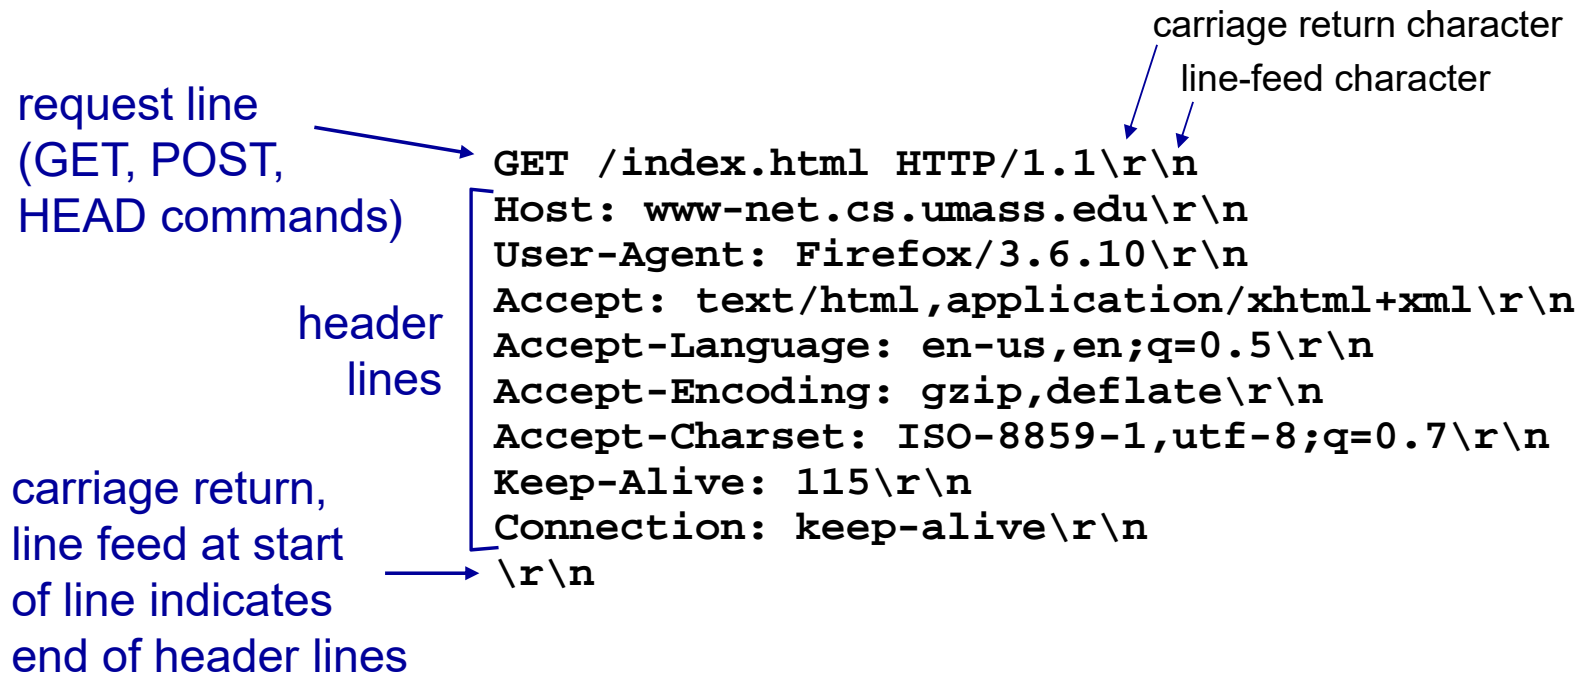 carriage return character
line-feed character
request line
(GET, POST,
HEAD commands)
GET /index.html HTTP/1.1\r\n
Host: www-net.cs.umass.edu\r\n
User-Agent: Firefox/3.6.10\r\n
Accept: text/html,application/xhtml+xml\r\n
Accept-Language: en-us,en;q=0.5\r\n
Accept-Encoding: gzip,deflate\r\n
Accept-Charset: ISO-8859-1,utf-8;q=0.7\r\n
Keep-Alive: 115\r\n
Connection: keep-alive\r\n
\r\n
header
lines
carriage return,
line feed at start
of line indicates
end of header lines